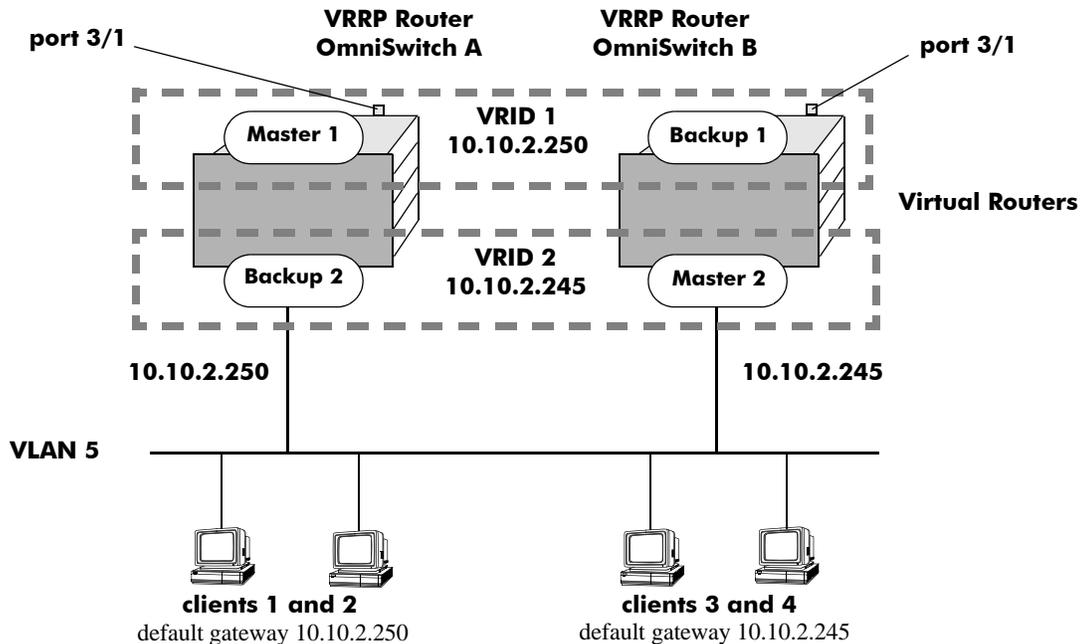 VRRP Router
OmniSwitch A
VRRP Router
OmniSwitch B
port 3/1
port 3/1
Master 1
VRID 1
10.10.2.250
Backup 1
Virtual Routers
Backup 2
VRID 2
10.10.2.245
Master 2
10.10.2.250
10.10.2.245
VLAN 5
clients 1 and 2
default gateway 10.10.2.250
clients 3 and 4
default gateway 10.10.2.245